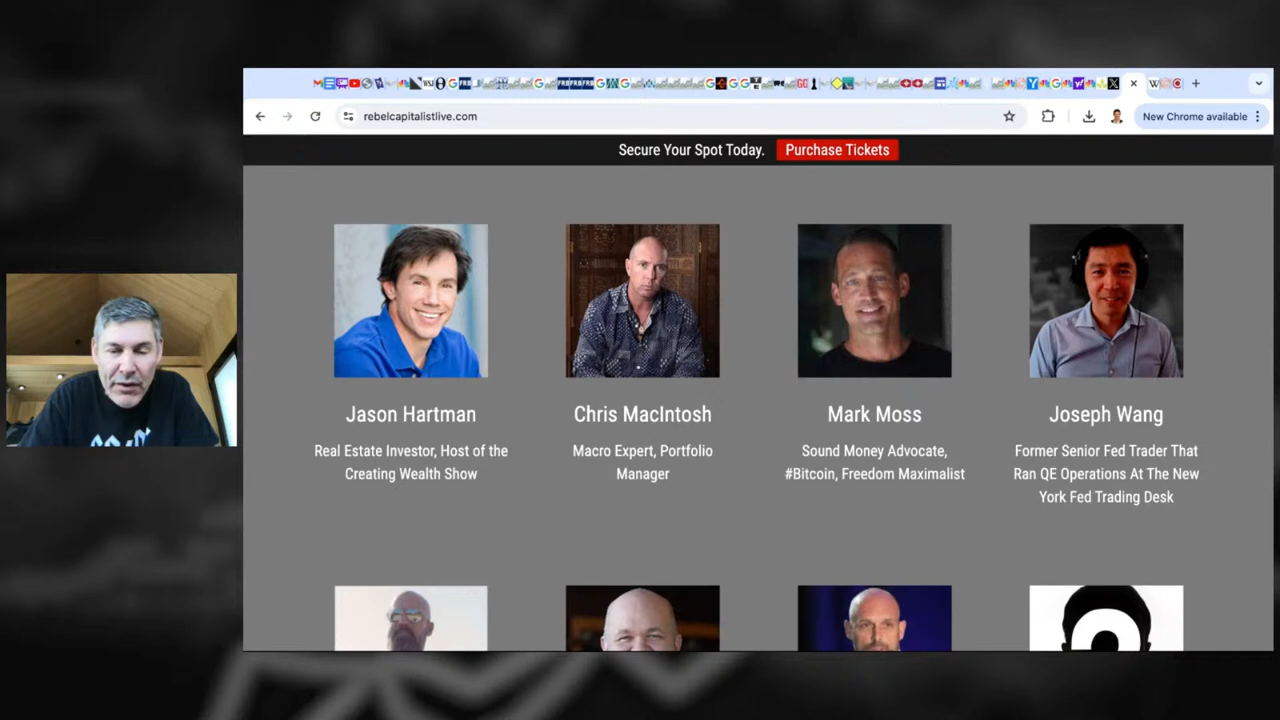 rebelcapitalistlive.com
New Chrome available
Secure Your Spot Today.
Purchase Tickets
Jason Hartman
Real Estate Investor, Host of the
Creating Wealth Show
Chris MacIntosh
Macro Expert, Portfolio
Manager
Mark Moss
Sound Money Advocate,
#Bitcoin, Freedom Maximalist
Joseph Wang
Former Senior Fed Trader That
Ran QE Operations At The New
York Fed Trading Desk